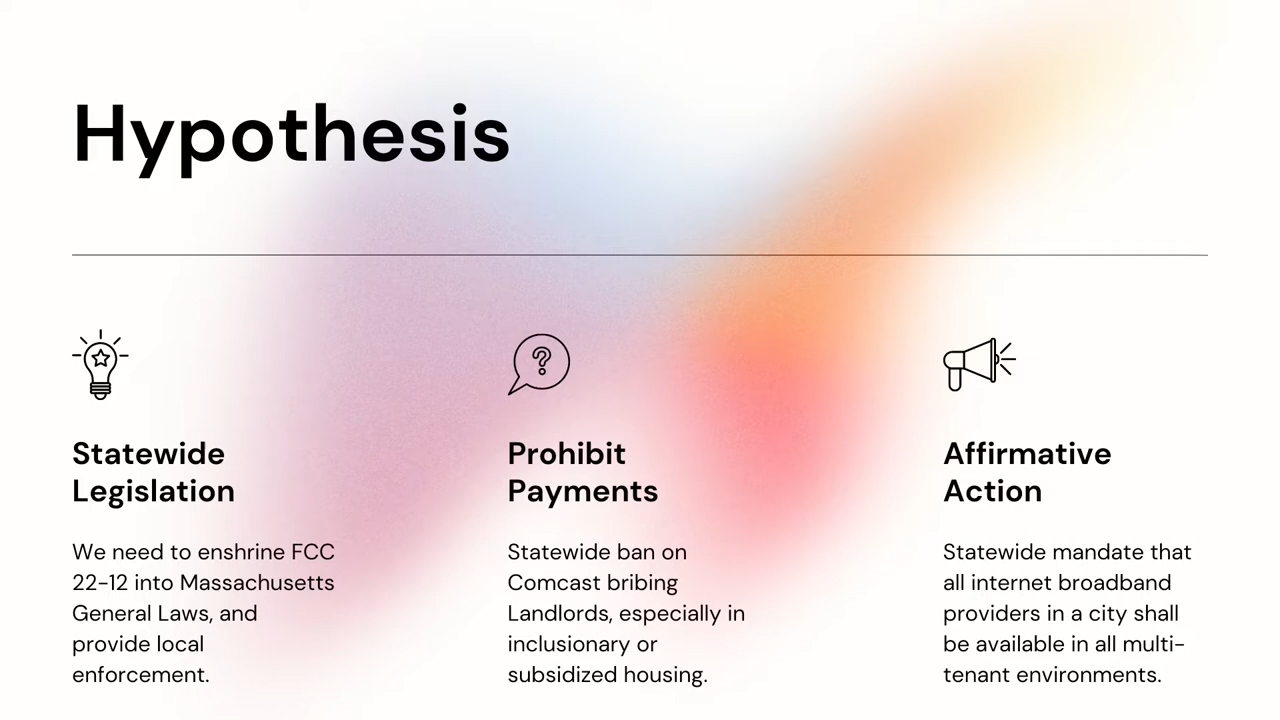 Hypothesis
Statewide
Legislation
We need to enshrine FCC
22-12 into Massachusetts
General Laws, and
provide local
enforcement.
Prohibit
Payments
Statewide ban on
Comcast bribing
Landlords, especially in
inclusionary or
subsidized housing.
Affirmative
Action
Statewide mandate that
all internet broadband
providers in a city shall
be available in all multi-
tenant environments.